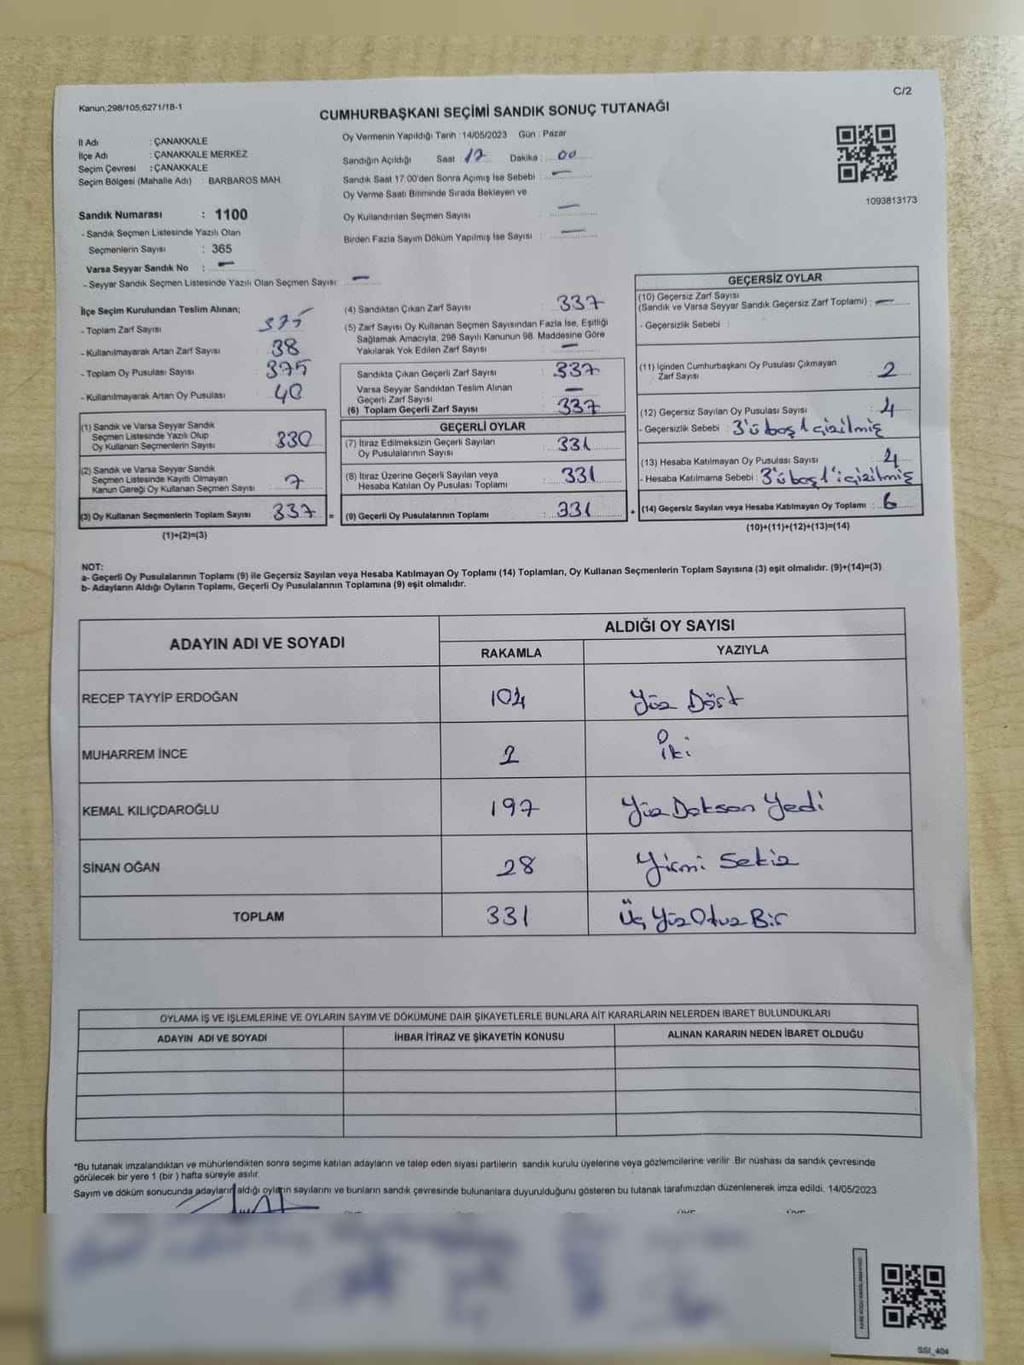 Kanun,298/105,6271/18-1
C/2
CUMHURBAŞKANI SEÇİMİ SANDIK SONUÇ TUTANAĞI
İl Adı : ÇANAKKALE
İlçe Adı : ÇANAKKALE MERKEZ
Seçim Çevresi : ÇANAKKALE
Seçim Bölgesi (Mahalle Adı) : BARBAROS MAH.
Oy Vermenin Yapıldığı Tarih : 14/05/2023 Gün : Pazar
Sandığın Açıldığı Saat 17 Dakika : 00
Sandık Saat 17:00'den Sonra Açılmış İse Sebebi : —
Oy Verme Saati Bitiminde Sırada Bekleyen ve
Oy Kullandırılan Seçmen Sayısı : —
Birden Fazla Sayım Döküm Yapılmış İse Sayısı : —
1093813173
Sandık Numarası : 1100
- Sandık Seçmen Listesinde Yazılı Olan
Seçmenlerin Sayısı : 365
Varsa Seyyar Sandık No : —
- Seyyar Sandık Seçmen Listesinde Yazılı Olan Seçmen Sayısı : —
İlçe Seçim Kurulundan Teslim Alınan;
- Toplam Zarf Sayısı : 375
- Kullanılmayarak Artan Zarf Sayısı : 38
- Toplam Oy Pusulası Sayısı : 375
- Kullanılmayarak Artan Oy Pusulası : 40
(1) Sandık ve Varsa Seyyar Sandık
Seçmen Listesinde Yazılı Olup
Oy Kullanan Seçmenlerin Sayısı : 330
(2) Sandık ve Varsa Seyyar Sandık
Seçmen Listesinde Kayıtlı Olmayan
Kanun Gereği Oy Kullanan Seçmen Sayısı : 7
(3) Oy Kullanan Seçmenlerin Toplam Sayısı : 337
(1)+(2)=(3)
(4) Sandıktan Çıkan Zarf Sayısı : 337
(5) Zarf Sayısı Oy Kullanan Seçmen Sayısından Fazla İse, Eşitliği
Sağlamak Amacıyla, 298 Sayılı Kanunun 98. Maddesine Göre
Yakılarak Yok Edilen Zarf Sayısı : —
Sandıkta Çıkan Geçerli Zarf Sayısı : 337
Varsa Seyyar Sandıktan Teslim Alınan
Geçerli Zarf Sayısı : —
(6) Toplam Geçerli Zarf Sayısı : 337
GEÇERLİ OYLAR
(7) İtiraz Edilmeksizin Geçerli Sayılan
Oy Pusulalarının Sayısı : 331
(8) İtiraz Üzerine Geçerli Sayılan veya
Hesaba Katılan Oy Pusulası Toplamı : 331
= (9) Geçerli Oy Pusulalarının Toplamı : 331
GEÇERSİZ OYLAR
(10) Geçersiz Zarf Sayısı
(Sandık ve Varsa Seyyar Sandık Geçersiz Zarf Toplamı) : —
- Geçersizlik Sebebi :
(11) İçinden Cumhurbaşkanı Oy Pusulası Çıkmayan
Zarf Sayısı : 2
(12) Geçersiz Sayılan Oy Pusulası Sayısı : 4
- Geçersizlik Sebebi : 3'ü boş 1 çizilmiş
(13) Hesaba Katılmayan Oy Pusulası Sayısı : 4
- Hesaba Katılmama Sebebi : 3'ü boş 1'i çizilmiş
+ (14) Geçersiz Sayılan veya Hesaba Katılmayan Oy Toplamı : 6
(10)+(11)+(12)+(13)=(14)
NOT:
a- Geçerli Oy Pusulalarının Toplamı (9) ile Geçersiz Sayılan veya Hesaba Katılmayan Oy Toplamı (14) Toplamları, Oy Kullanan Seçmenlerin Toplam Sayısına (3) eşit olmalıdır. (9)+(14)=(3)
b- Adayların Aldığı Oyların Toplamı, Geçerli Oy Pusulalarının Toplamına (9) eşit olmalıdır.
ADAYIN ADI VE SOYADI ALDIĞI OY SAYISI
RAKAMLA YAZIYLA
RECEP TAYYİP ERDOĞAN 104 Yüz Dört
MUHARREM İNCE 2 iki
KEMAL KILIÇDAROĞLU 197 Yüz Doksan Yedi
SİNAN OĞAN 28 Yirmi Sekiz
TOPLAM 331 Üç Yüz Otuz Bir
OYLAMA İŞ VE İŞLEMLERİNE VE OYLARIN SAYIM VE DÖKÜMÜNE DAİR ŞİKAYETLERLE BUNLARA AİT KARARLARIN NELERDEN İBARET BULUNDUKLARI
ADAYIN ADI VE SOYADI İHBAR İTİRAZ VE ŞİKAYETİN KONUSU ALINAN KARARIN NEDEN İBARET OLDUĞU
*Bu tutanak imzalandıktan ve mühürlendikten sonra seçime katılan adayların ve talep eden siyasi partilerin sandık kurulu üyelerine veya gözlemcilerine verilir. Bir nüshası da sandık çevresinde
görülecek bir yere 1 (bir ) hafta süreyle asılır.
Sayım ve döküm sonucunda adayların aldığı oyların sayılarını ve bunların sandık çevresinde bulunanlara duyurulduğunu gösteren bu tutanak tarafımızdan düzenlenerek imza edildi. 14/05/2023
SSI_404